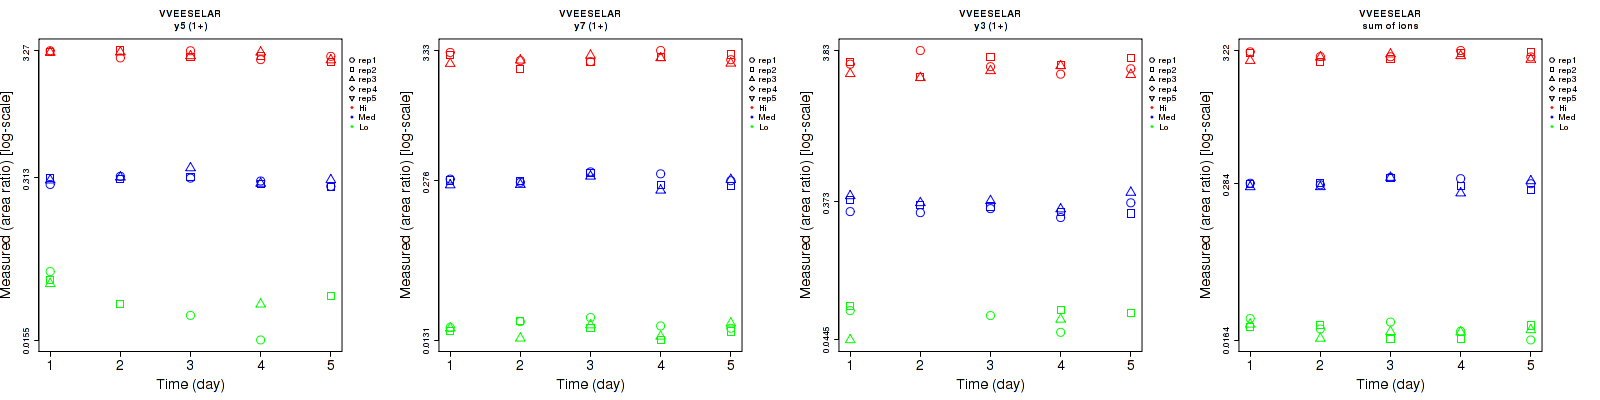 VVEESELAR
y5 (1+)
Measured (area ratio) [log-scale]
3.27
0.313
0.0155
1 2 3 4 5
Time (day)
rep1
rep2
rep3
rep4
rep5
Hi
Med
Lo
VVEESELAR
y7 (1+)
Measured (area ratio) [log-scale]
3.33
0.278
0.0131
1 2 3 4 5
Time (day)
rep1
rep2
rep3
rep4
rep5
Hi
Med
Lo
VVEESELAR
y3 (1+)
Measured (area ratio) [log-scale]
3.83
0.373
0.0445
1 2 3 4 5
Time (day)
rep1
rep2
rep3
rep4
rep5
Hi
Med
Lo
VVEESELAR
sum of ions
Measured (area ratio) [log-scale]
3.22
0.284
0.0164
1 2 3 4 5
Time (day)
rep1
rep2
rep3
rep4
rep5
Hi
Med
Lo